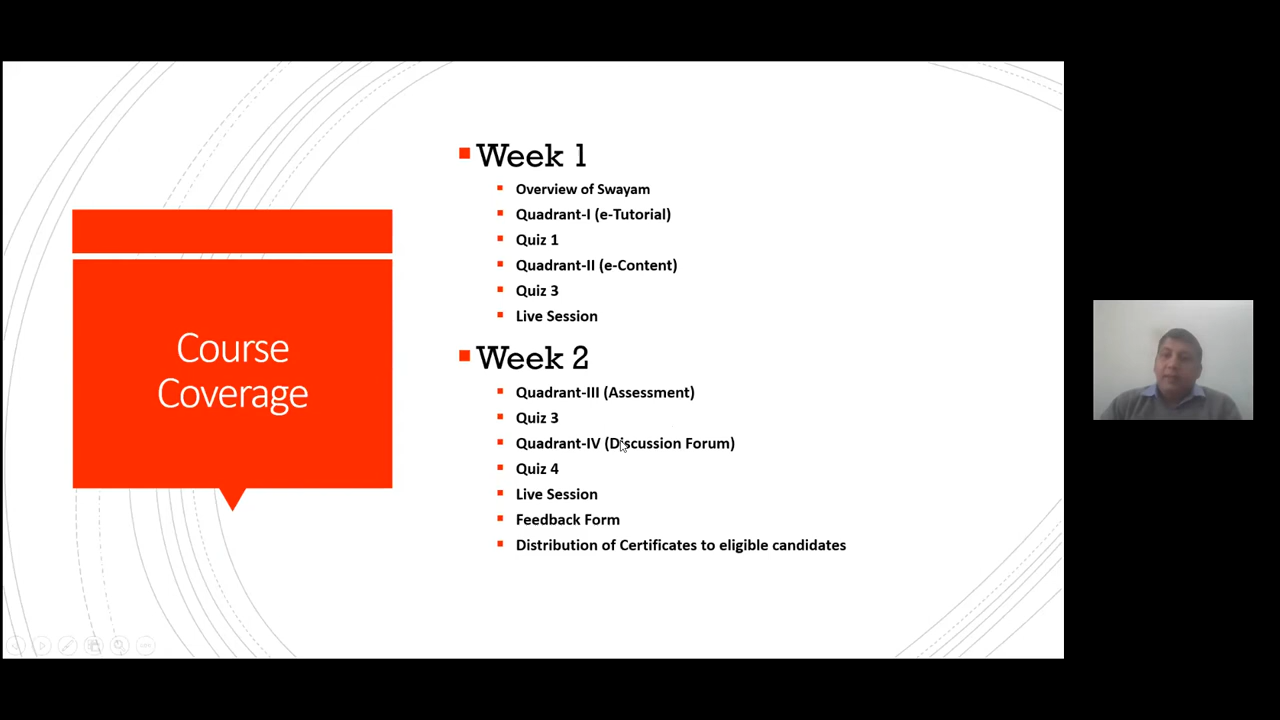 Course
Coverage
Week 1
Overview of Swayam
Quadrant-I (e-Tutorial)
Quiz 1
Quadrant-II (e-Content)
Quiz 3
Live Session
Week 2
Quadrant-III (Assessment)
Quiz 3
Quadrant-IV (Discussion Forum)
Quiz 4
Live Session
Feedback Form
Distribution of Certificates to eligible candidates